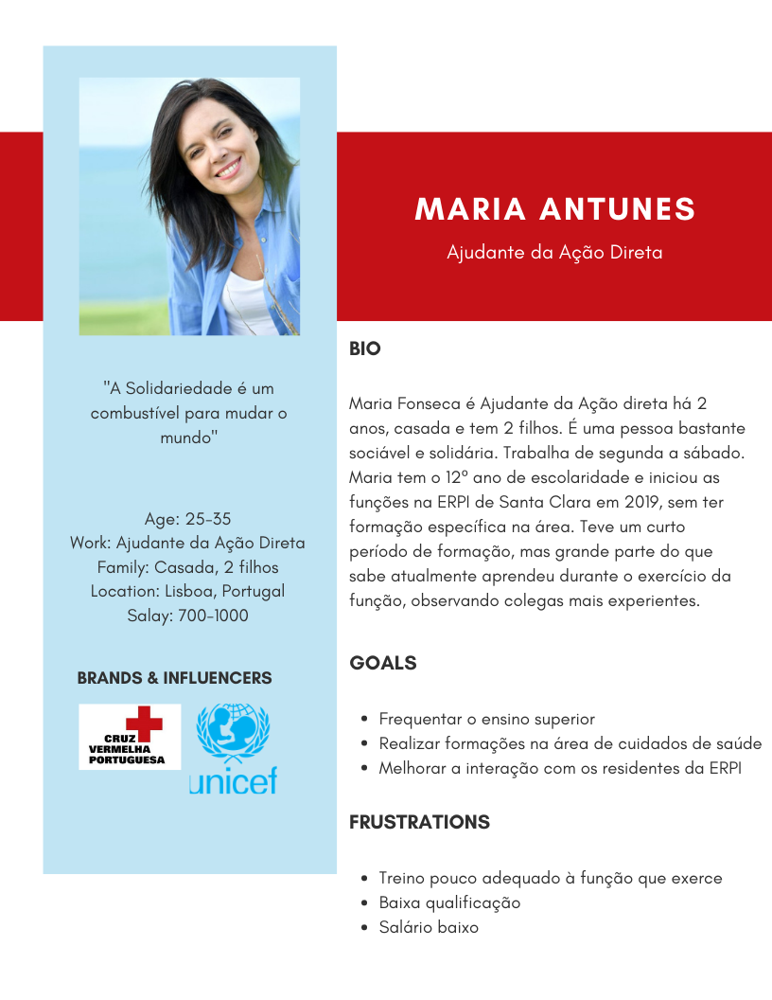 MARIA ANTUNES
Ajudante da Ação Direta
"A Solidariedade é um
combustível para mudar o
mundo"
Age: 25-35
Work: Ajudante da Ação Direta
Family: Casada, 2 filhos
Location: Lisboa, Portugal
Salay: 700-1000
BRANDS & INFLUENCERS
CRUZ
VERMELHA
PORTUGUESA
unicef
BIO
Maria Fonseca é Ajudante da Ação direta há 2
anos, casada e tem 2 filhos. É uma pessoa bastante
sociável e solidária. Trabalha de segunda a sábado.
Maria tem o 12º ano de escolaridade e iniciou as
funções na ERPI de Santa Clara em 2019, sem ter
formação específica na área. Teve um curto
período de formação, mas grande parte do que
sabe atualmente aprendeu durante o exercício da
função, observando colegas mais experientes.
GOALS
• Frequentar o ensino superior
• Realizar formações na área de cuidados de saúde
• Melhorar a interação com os residentes da ERPI
FRUSTRATIONS
• Treino pouco adequado à função que exerce
• Baixa qualificação
• Salário baixo